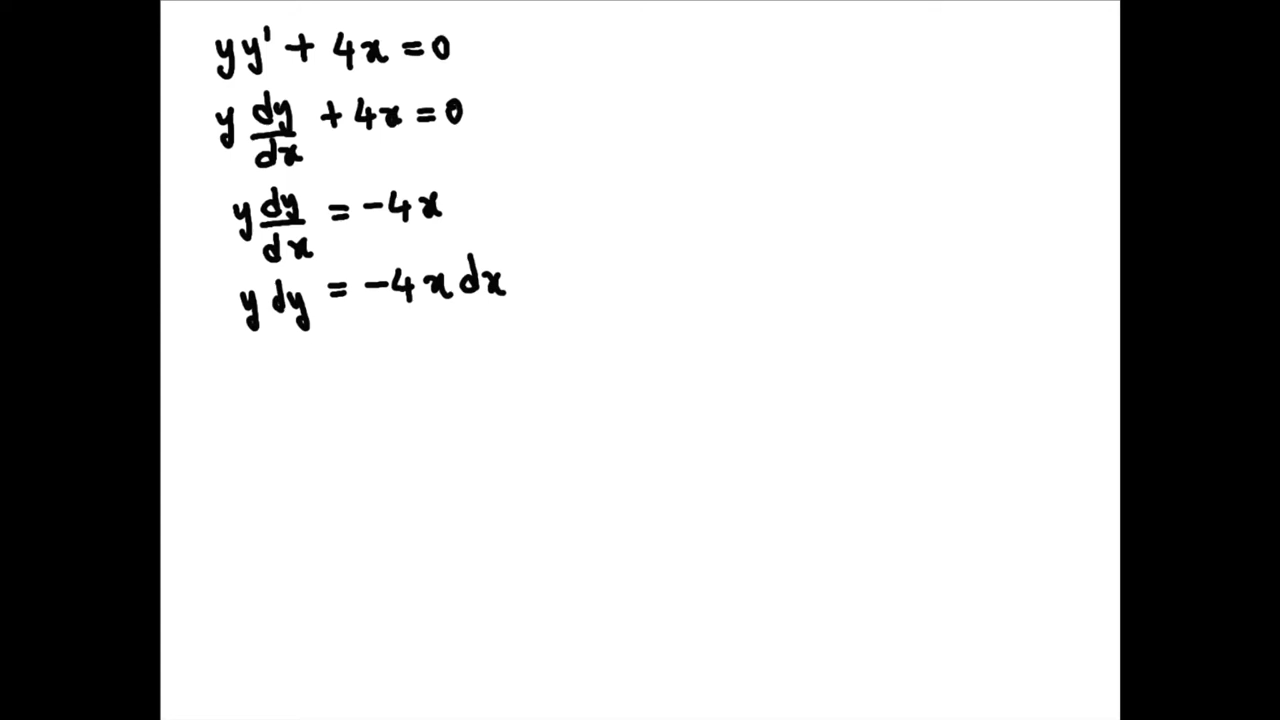 yy' + 4x = 0
y dy/dx + 4x = 0
y dy/dx = -4x
y dy = -4x dx